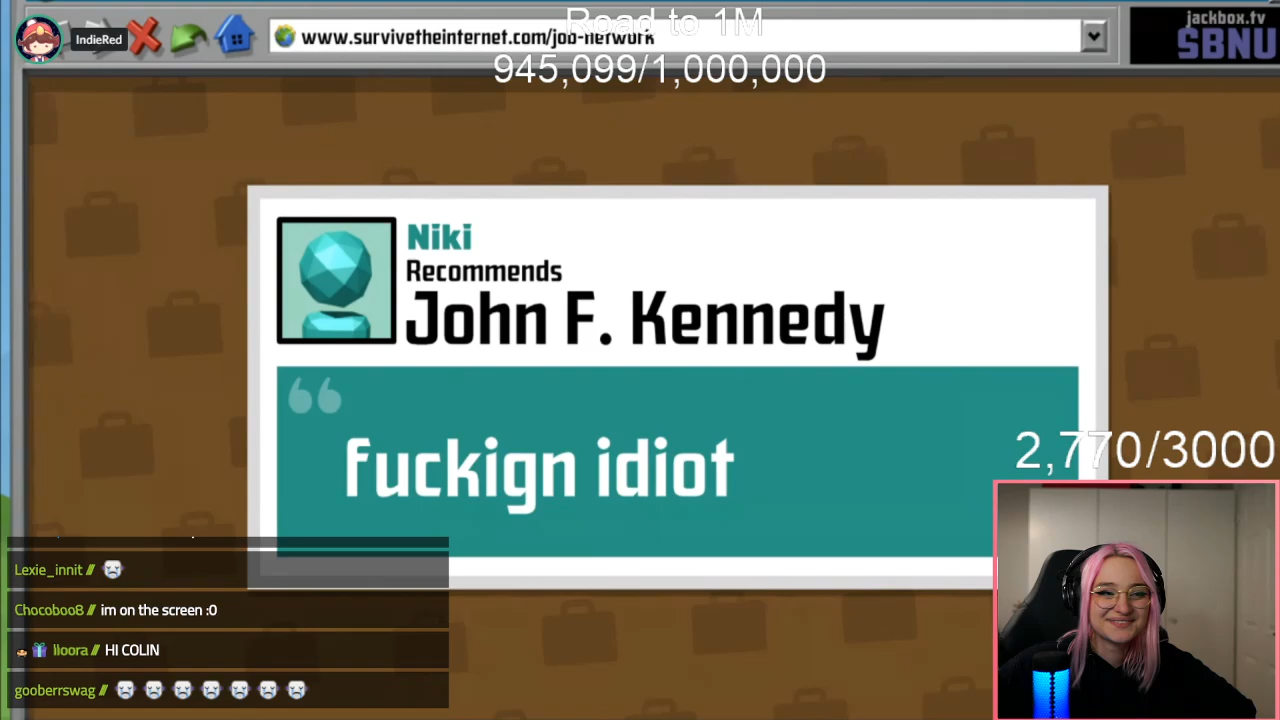 Road to 1M
945,099/1,000,000
IndieRed
www.survivetheinternet.com/job-network
jackbox.tv
SBNU
Niki
Recommends
John F. Kennedy
“
fuckign idiot
2,770/3000
Lexie_innit //
Chocoboo8 // im on the screen :0
lloora // HI COLIN
gooberrswag //